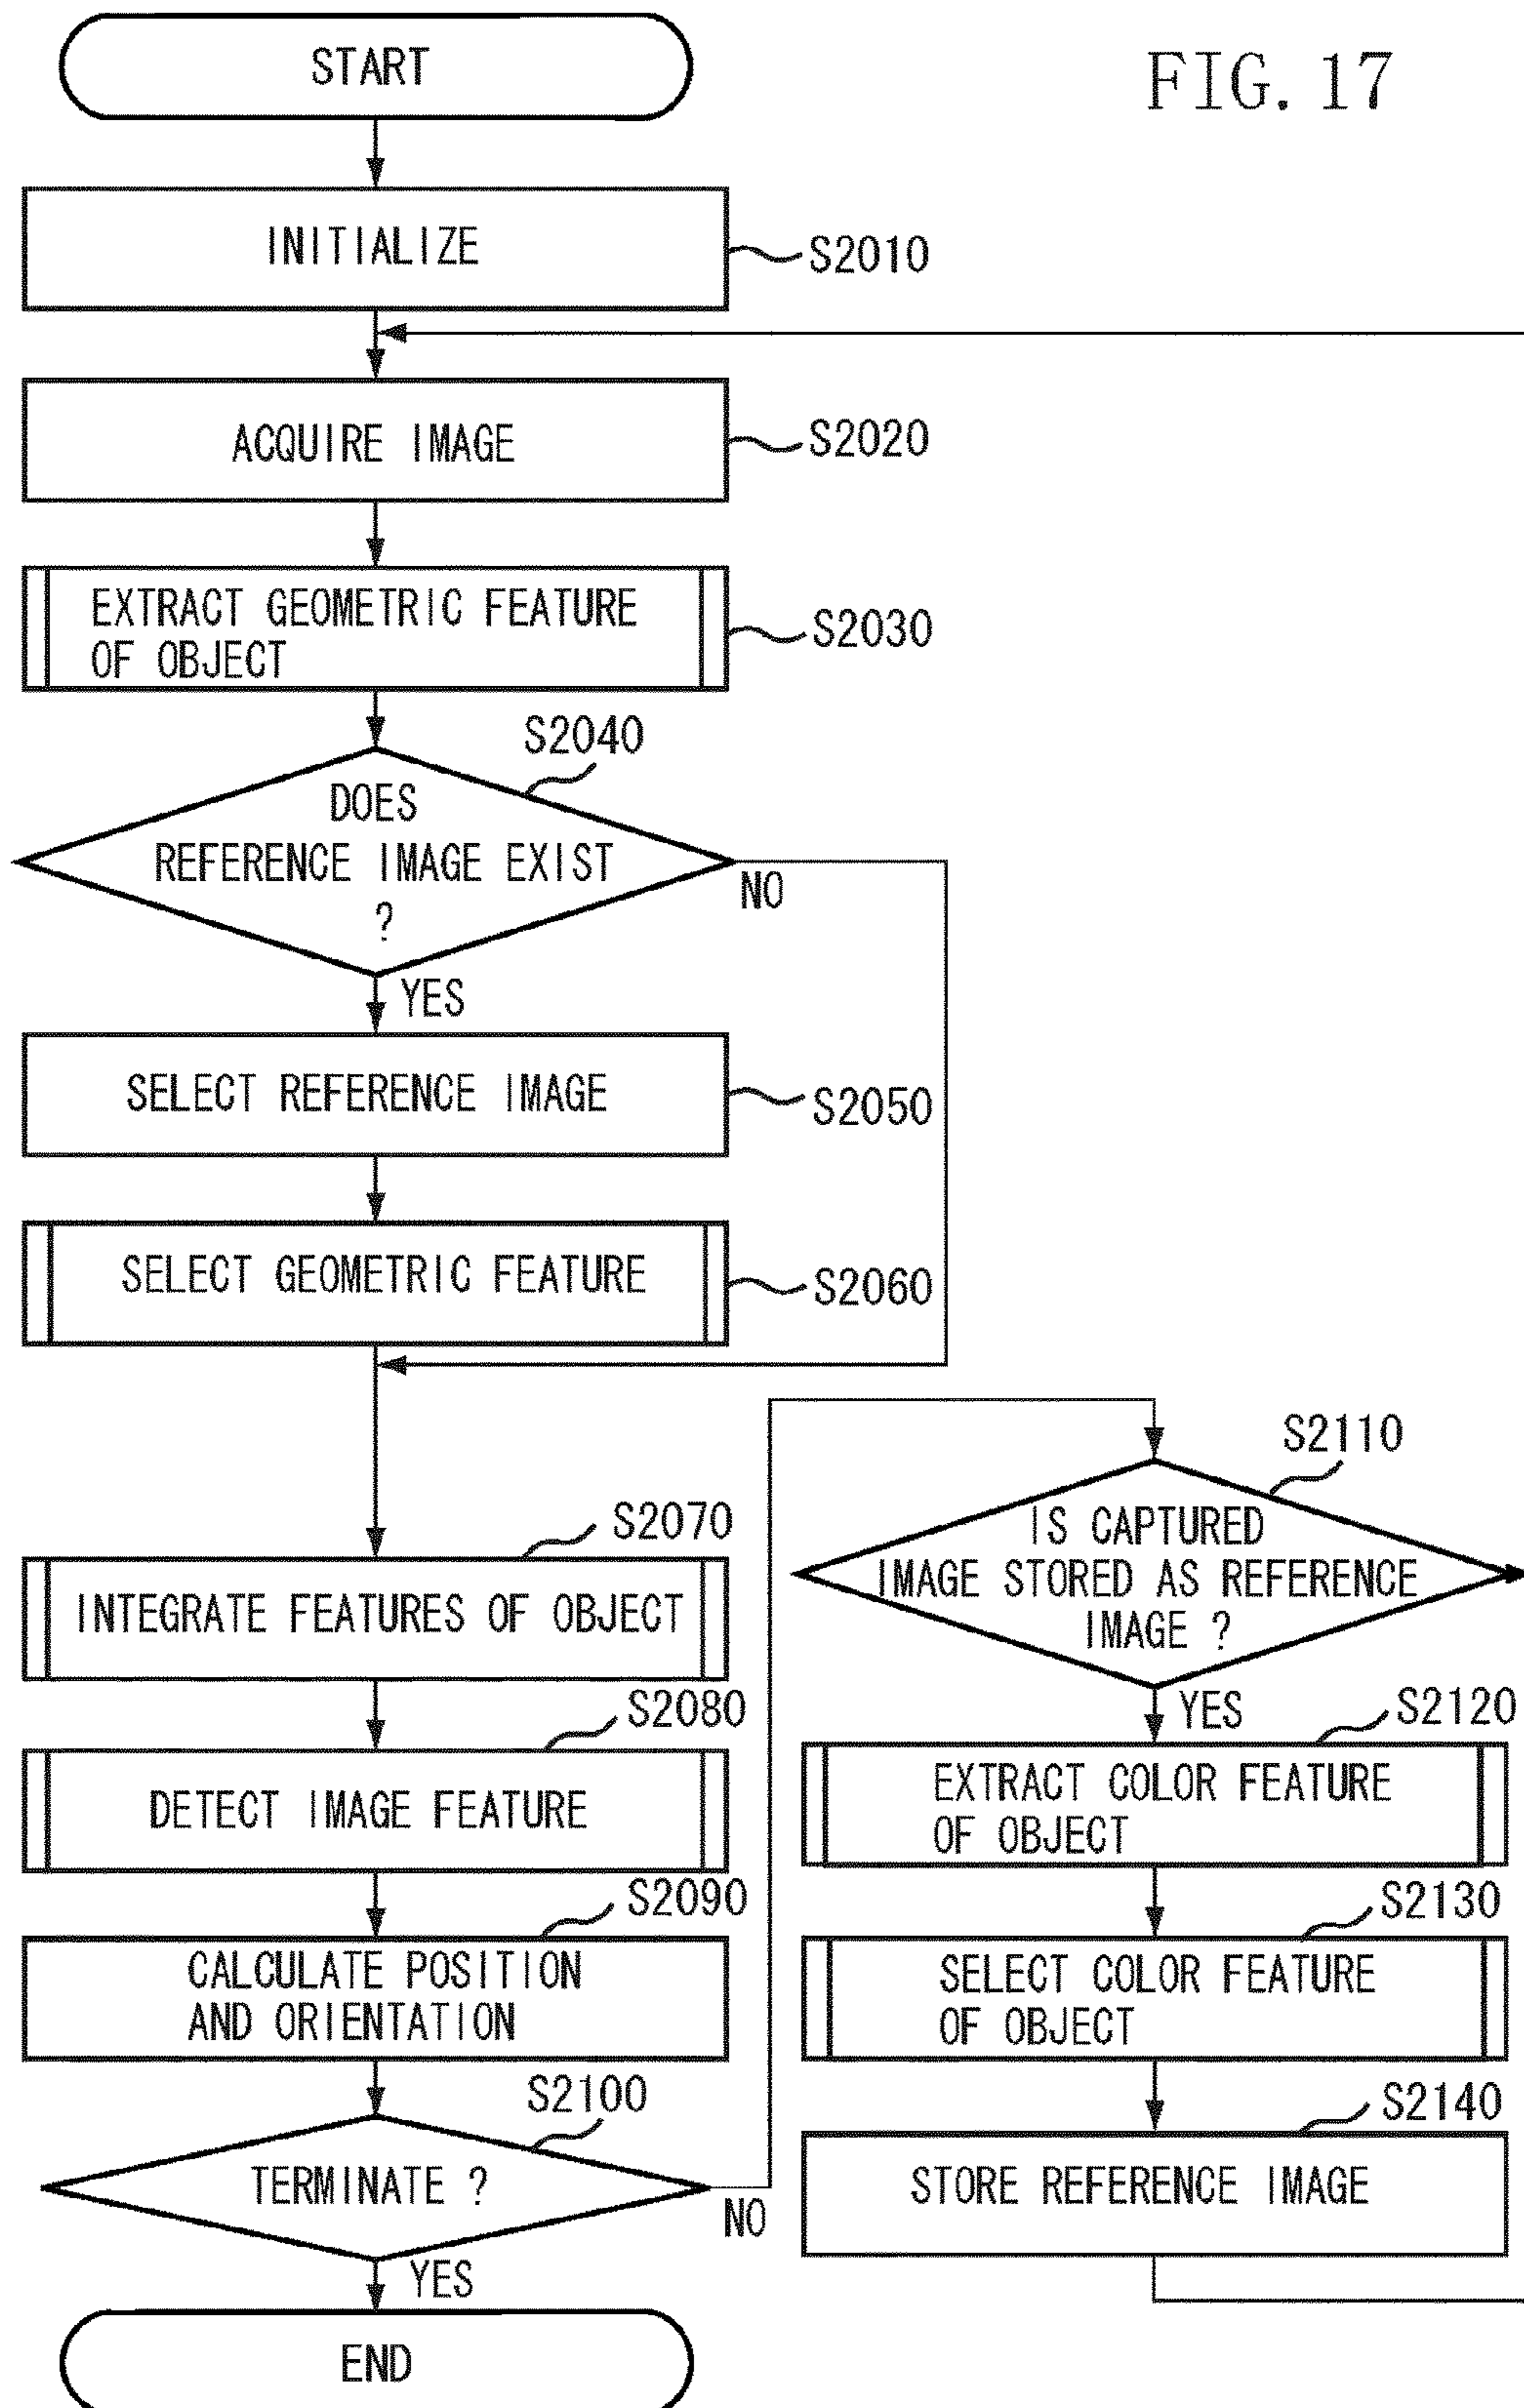 FIG. 17
START
INITIALIZE
S2010
ACQUIRE IMAGE
S2020
EXTRACT GEOMETRIC FEATURE
OF OBJECT
S2030
S2040
DOES
REFERENCE IMAGE EXIST
?
NO
YES
SELECT REFERENCE IMAGE
S2050
SELECT GEOMETRIC FEATURE
S2060
S2070
INTEGRATE FEATURES OF OBJECT
S2080
DETECT IMAGE FEATURE
S2090
CALCULATE POSITION
AND ORIENTATION
S2100
TERMINATE ?
NO
YES
END
S2110
IS CAPTURED
IMAGE STORED AS REFERENCE
IMAGE ?
YES
S2120
EXTRACT COLOR FEATURE
OF OBJECT
S2130
SELECT COLOR FEATURE
OF OBJECT
S2140
STORE REFERENCE IMAGE